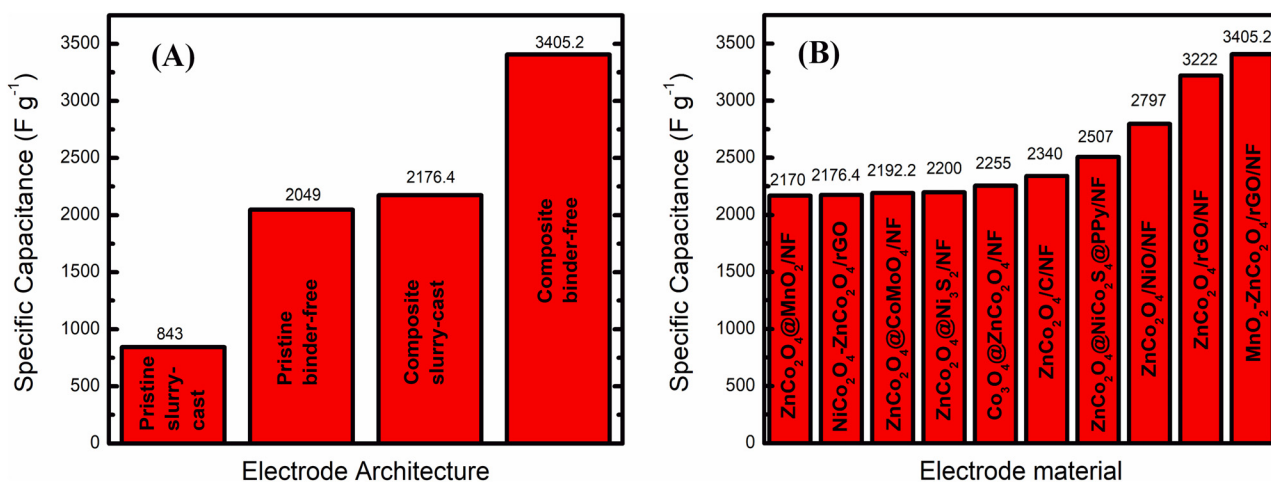 (A)
Specific Capacitance (F g⁻¹)
3500
3000
2500
2000
1500
1000
500
0
843
2049
2176.4
3405.2
Pristine
slurry-
cast
Pristine
binder-free
Composite
slurry-cast
Composite
binder-free
Electrode Architecture
(B)
Specific Capacitance (F g⁻¹)
3500
3000
2500
2000
1500
1000
500
0
2170
2176.4
2192.2
2200
2255
2340
2507
2797
3222
3405.2
ZnCo₂O₄@MnO₂/NF
NiCo₂O₄-ZnCo₂O₄/rGO
ZnCo₂O₄@CoMoO₄/NF
ZnCo₂O₄@Ni₃S₂/NF
Co₃O₄@ZnCo₂O₄/NF
ZnCo₂O₄/C/NF
ZnCo₂O₄@NiCo₂S₄@PPy/NF
ZnCo₂O₄/NiO/NF
ZnCo₂O₄/rGO/NF
MnO₂-ZnCo₂O₄/rGO/NF
Electrode material